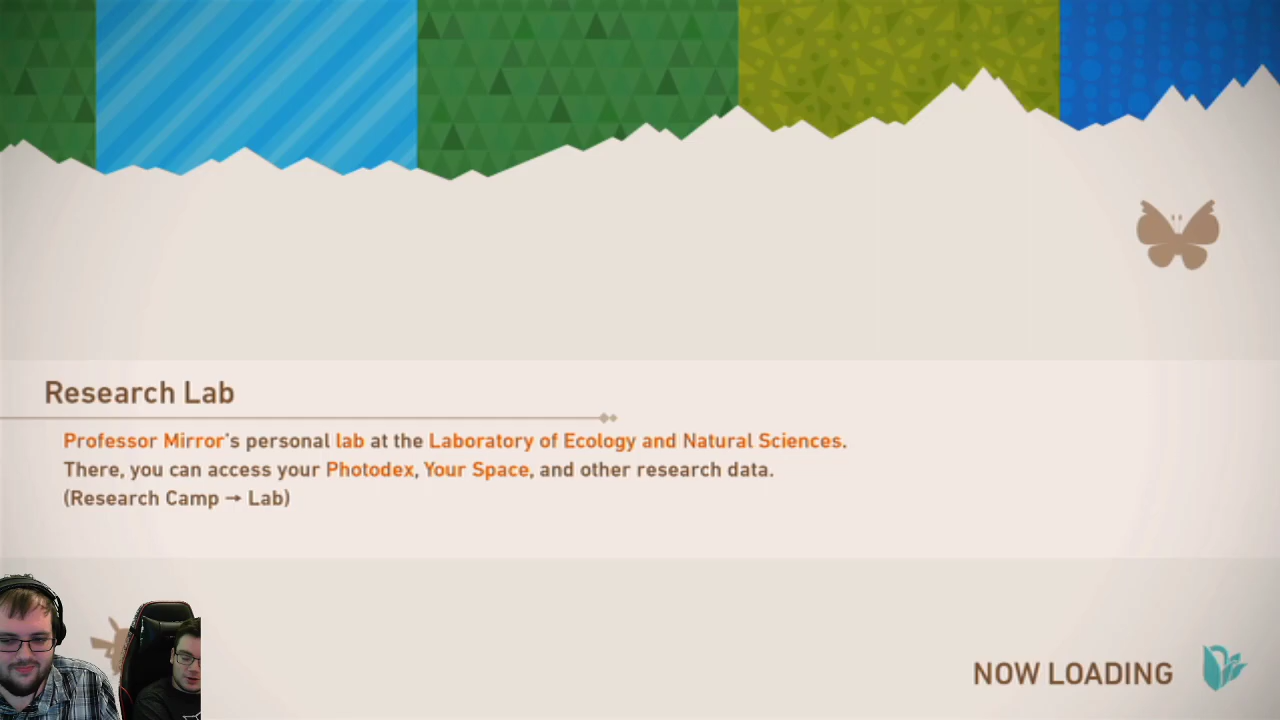 Research Lab
Professor Mirror's personal lab at the Laboratory of Ecology and Natural Sciences.
There, you can access your Photodex, Your Space, and other research data.
(Research Camp → Lab)
NOW LOADING